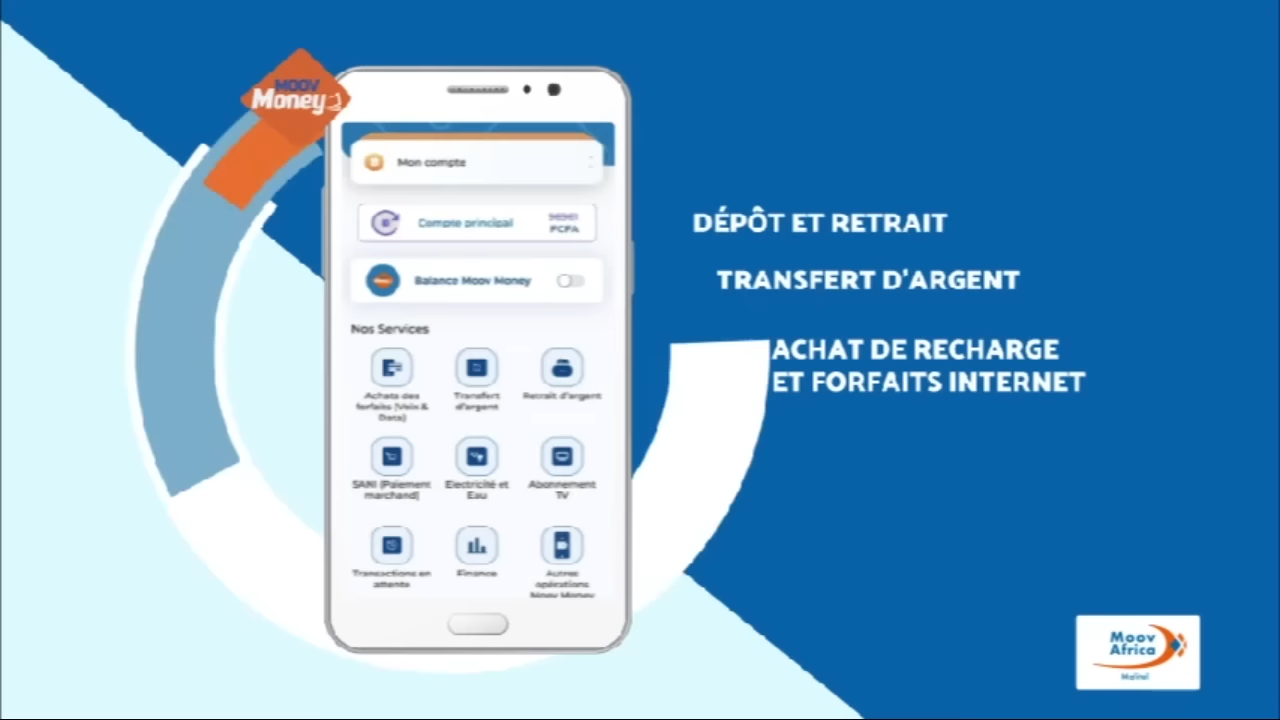 MOOV
Money
Mon compte
Compte principal
FCFA
Balance Moov Money
Nos Services
Achats des
forfaits (Voix &
Data)
Transfert
d'argent
Retrait d'argent
SANI (Paiement
marchand)
Electricité et
Eau
Abonnement
TV
Transactions en
attente
Finance
Autres
opérations
Moov Money
DÉPÔT ET RETRAIT
TRANSFERT D'ARGENT
ACHAT DE RECHARGE
ET FORFAITS INTERNET
Moov
Africa
Malitel